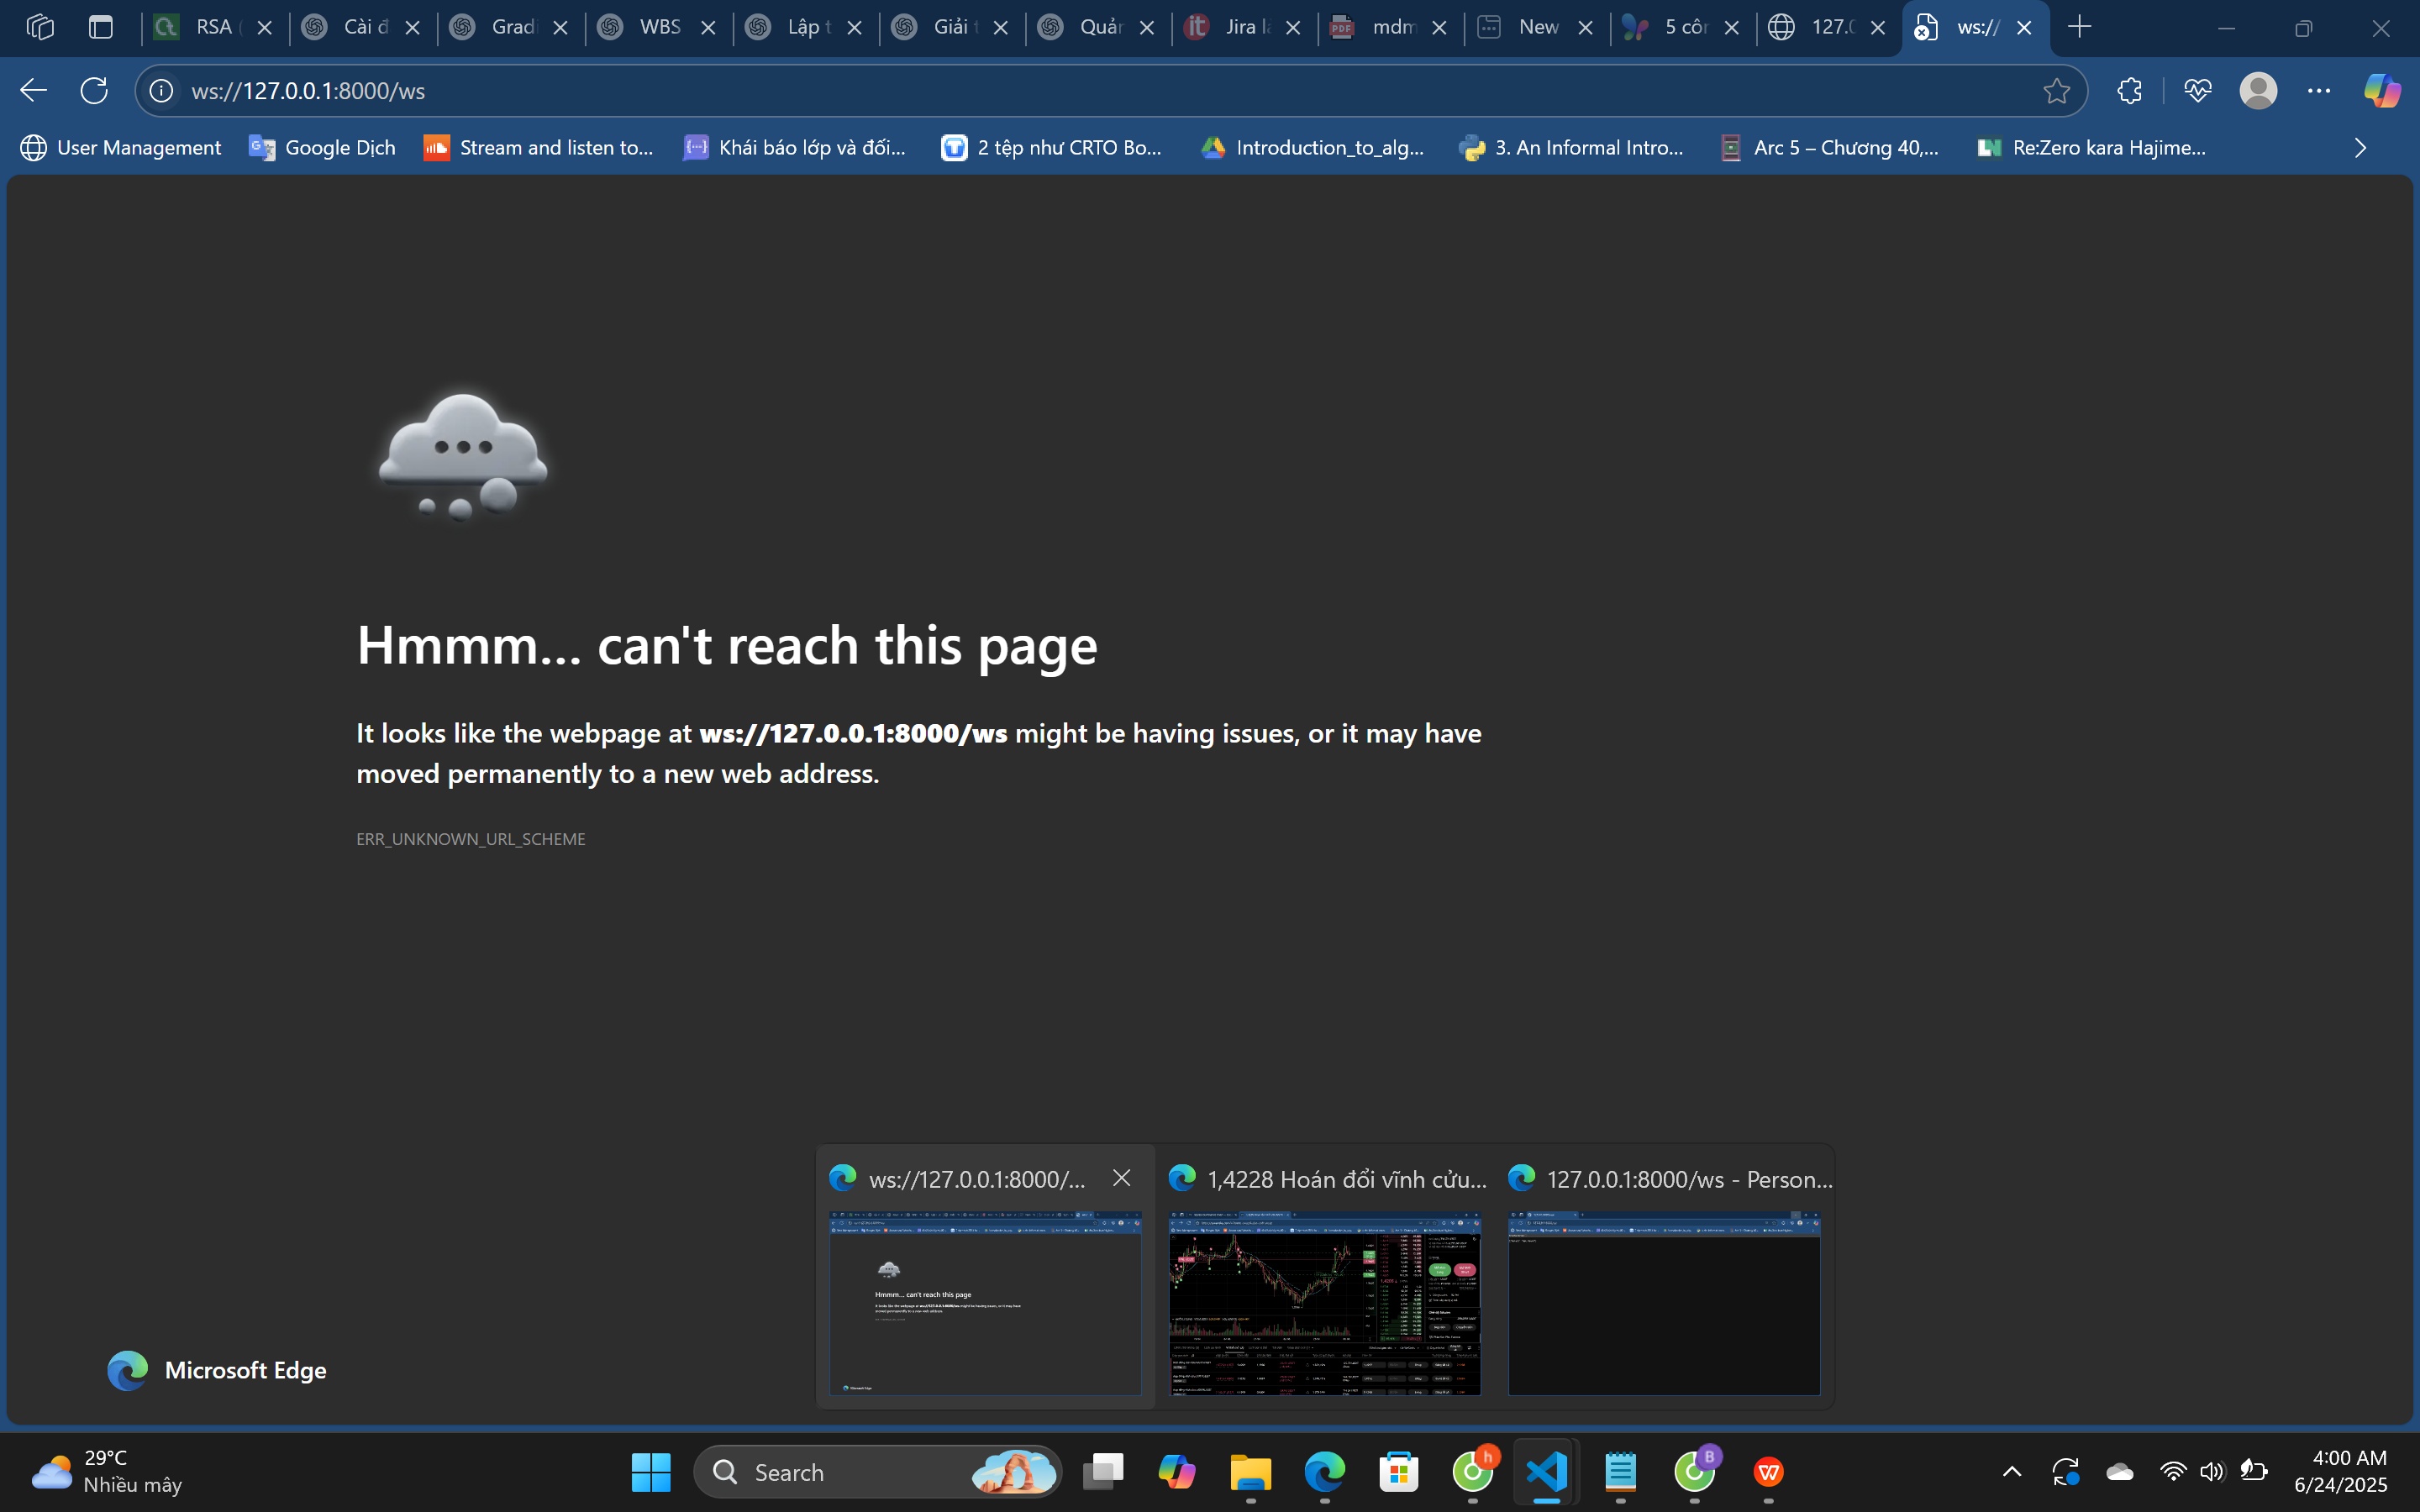 RSA
Cài đ
Gradi
WBS
Lập t
Giải t
Quản
Jira là
mdm
New
5 côn
127.0
ws://
ws://127.0.0.1:8000/ws
User Management
Google Dịch
Stream and listen to...
Khái báo lớp và đối...
2 tệp như CRTO Bo...
Introduction_to_alg...
3. An Informal Intro...
Arc 5 – Chương 40,...
Re:Zero kara Hajime...
Hmmm... can't reach this page
It looks like the webpage at ws://127.0.0.1:8000/ws might be having issues, or it may have
moved permanently to a new web address.
ERR_UNKNOWN_URL_SCHEME
ws://127.0.0.1:8000/...
1,4228 Hoán đổi vĩnh cửu...
127.0.0.1:8000/ws - Person...
Hmmm... can't reach this page
Microsoft Edge
29°C
Nhiều mây
Search
4:00 AM
6/24/2025